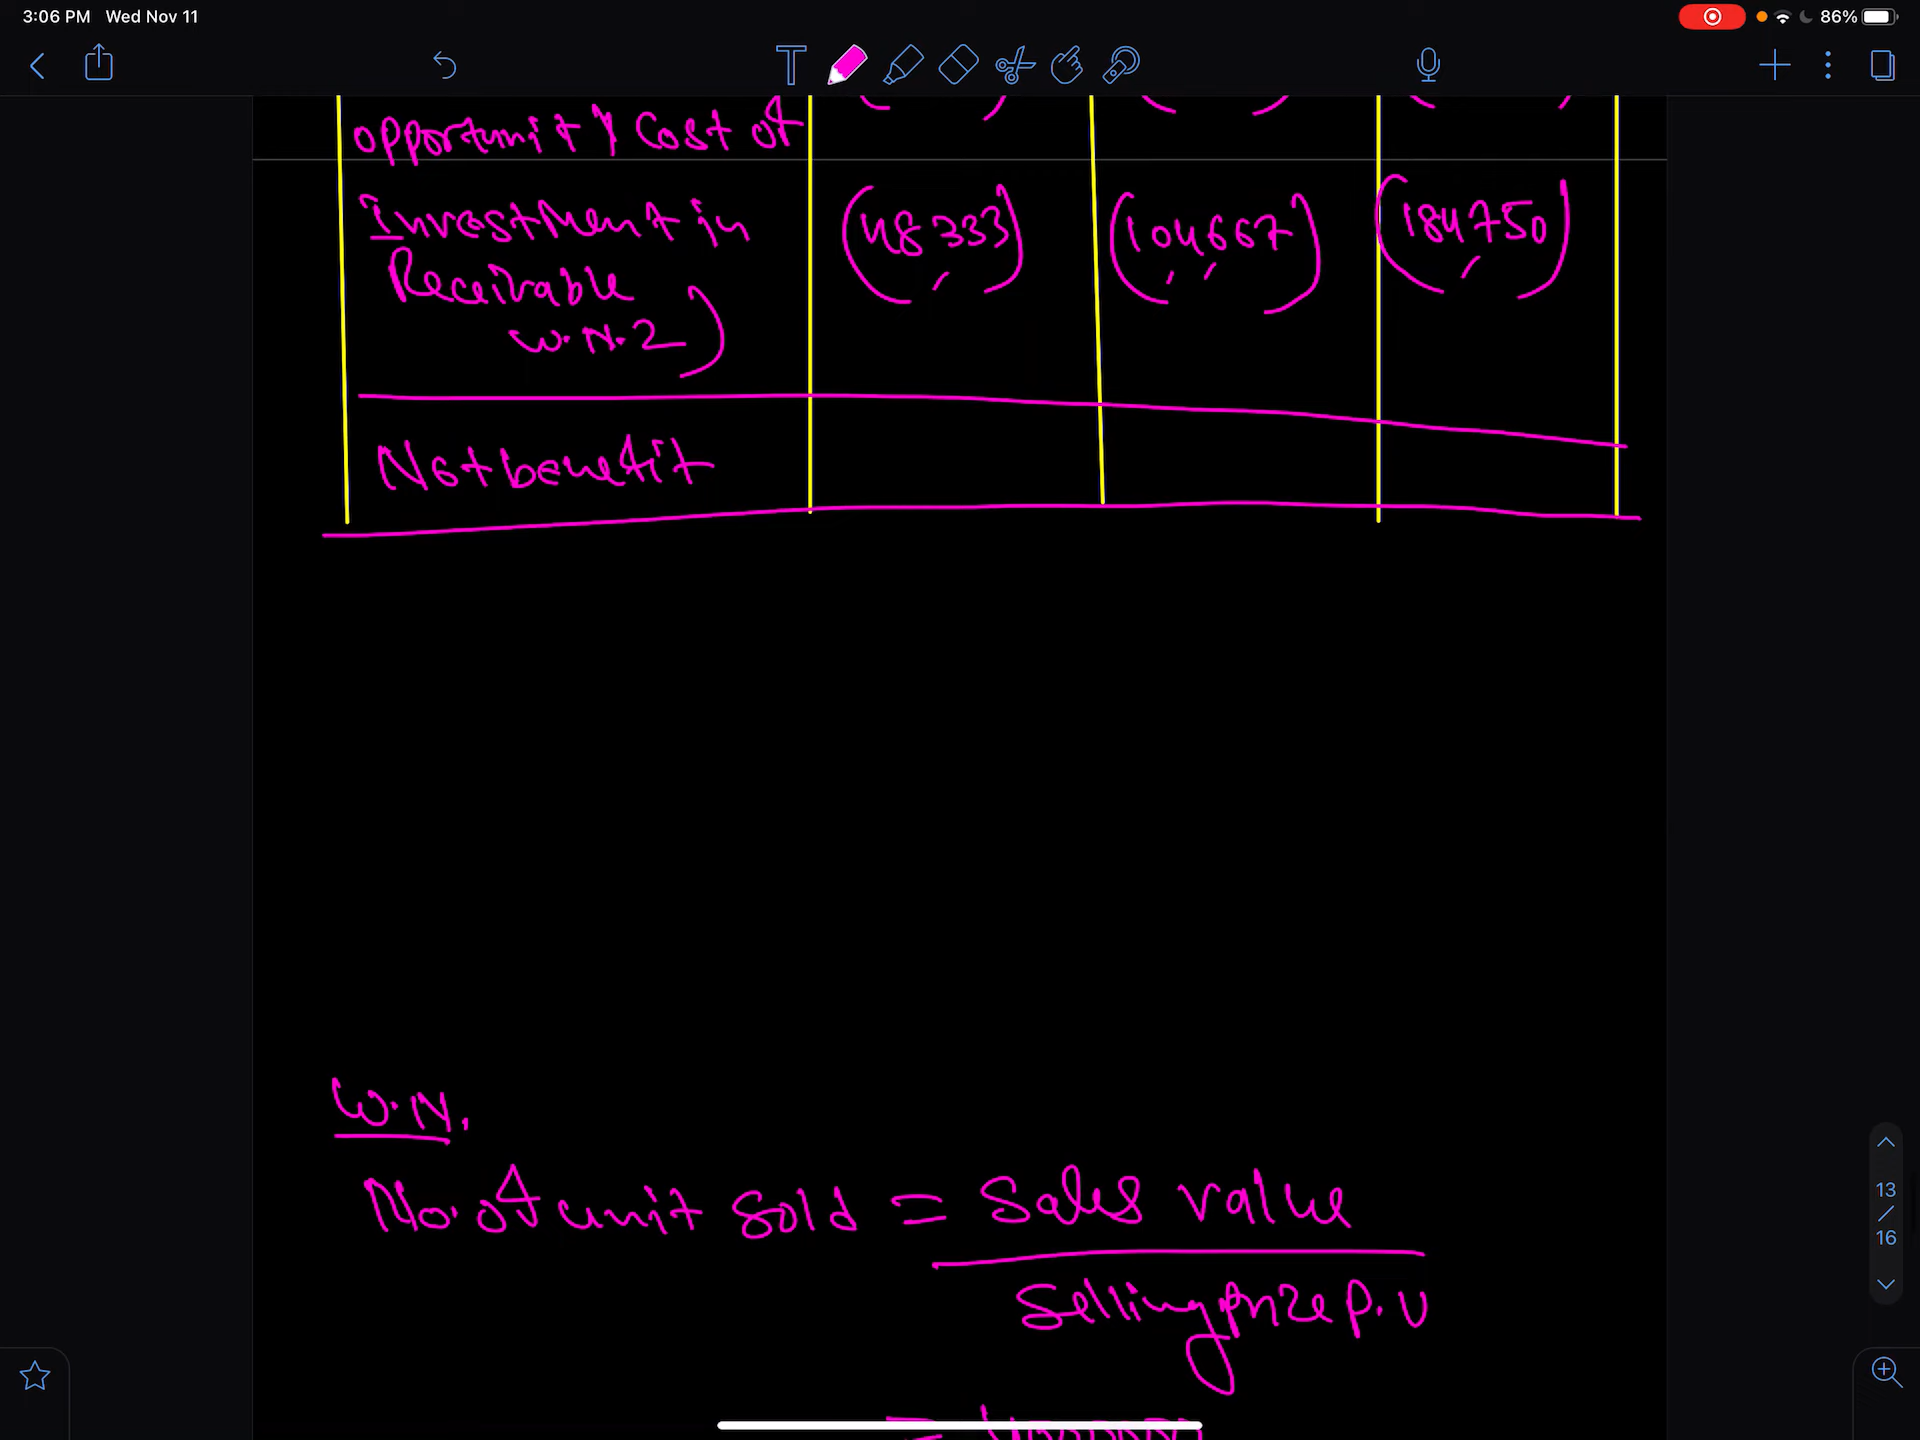 3:06 PM Wed Nov 11
86%
opportunity Cost of
Investment in (48333) (104667) (184750)
Receivable
W.N.2)
Net benefit
W.N.
No. of unit sold = Sales value
Selling price P.U
13
/
16
=